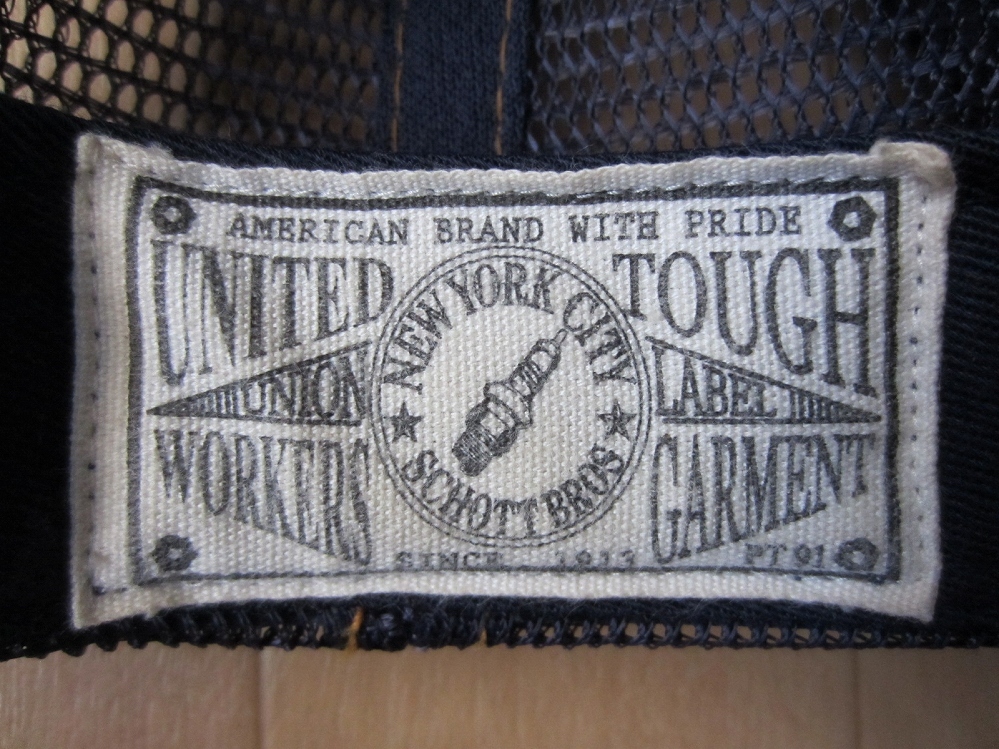 AMERICAN BRAND WITH PRIDE
UNITED TOUGH
NEW YORK CITY
UNION LABEL
WORKERS GARMENT
SCHOTT BROS
SINCE 1913 PT 91